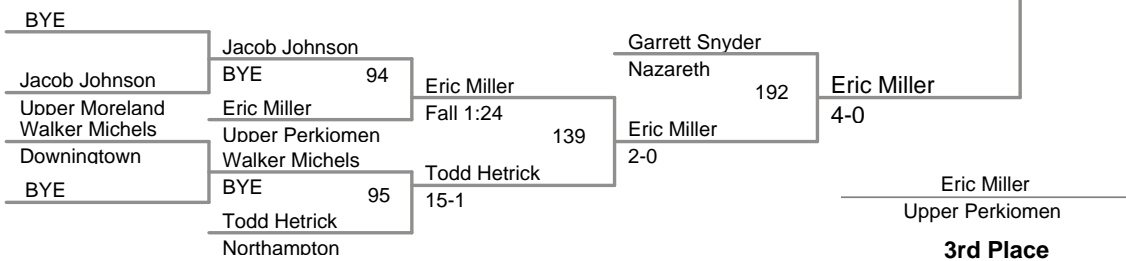 BYE
Jacob Johnson
Upper Moreland
Walker Michels
Downingtown
BYE
Jacob Johnson
BYE
94
Eric Miller
Upper Perkiomen
Walker Michels
BYE
95
Todd Hetrick
Northampton
Eric Miller
Fall 1:24
139
Todd Hetrick
15-1
Garrett Snyder
Nazareth
192
Eric Miller
2-0
Eric Miller
4-0
Eric Miller
Upper Perkiomen
3rd Place